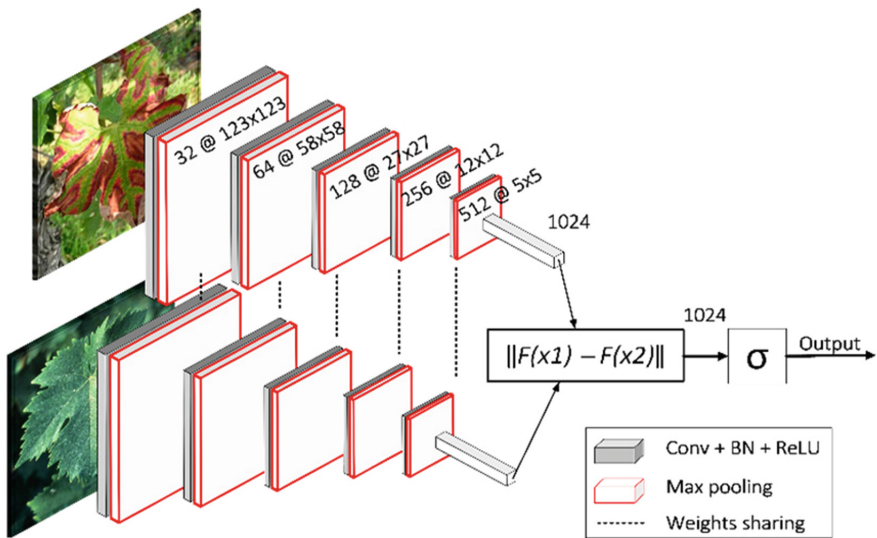 32 @ 123x123
64 @ 58x58
128 @ 27x27
256 @ 12x12
512 @ 5x5
1024
‖F(x1) − F(x2)‖
1024
σ
Output
Conv + BN + ReLU
Max pooling
Weights sharing